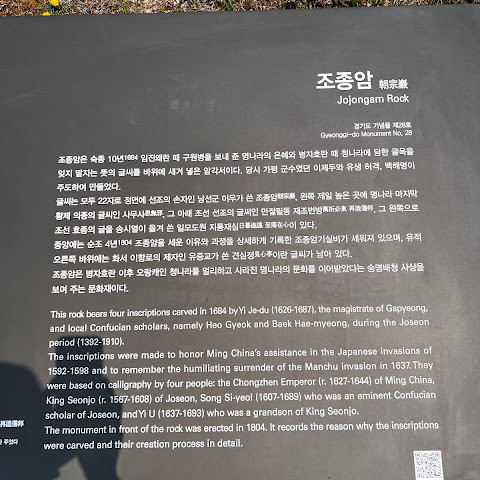 조종암 朝宗巖
Jojongam Rock
경기도 기념물 제28호
Gyeonggi-do Monument No. 28
조종암은 숙종 10년1684 임진왜란 때 구원병을 보내 준 명나라의 은혜와 병자호란 때 청나라에 당한 굴욕을
잊지 말자는 뜻의 글씨를 바위에 새겨 넣은 암각서이다. 당시 가평 군수였던 이제두와 유생 허격, 백해명이
주도하여 만들었다.
글씨는 모두 22자로 정면에 선조의 손자인 낭선군 이우가 쓴 조종암朝宗巖, 왼쪽 제일 높은 곳에 명나라 마지막
황제 의종의 글씨인 사무사思無邪, 그 아래 조선 선조의 글씨인 만절필동 재조번방萬折必東 再造藩邦, 그 왼쪽으로
조선 효종의 글을 송시열이 옮겨 쓴 일모도원 지통재심日暮途遠 至痛在心이 있다.
중앙에는 순조 4년1804 조종암을 세운 이유와 과정을 상세하게 기록한 조종암기실비가 세워져 있으며, 유적
오른쪽 바위에는 화서 이항로의 제자인 유중교가 쓴 견심정見心亭이란 글씨가 남아 있다.
조종암은 병자호란 이후 오랑캐인 청나라를 멀리하고 사라진 명나라의 문화를 이어받았다는 숭명배청 사상을
보여 주는 문화재이다.
This rock bears four inscriptions carved in 1684 by Yi Je-du (1626-1687), the magistrate of Gapyeong,
and local Confucian scholars, namely Heo Gyeok and Baek Hae-myeong, during the Joseon
period (1392-1910).
The inscriptions were made to honor Ming China's assistance in the Japanese invasions of
1592-1598 and to remember the humiliating surrender of the Manchu invasion in 1637. They
were based on calligraphy by four people: the Chongzhen Emperor (r. 1627-1644) of Ming China,
King Seonjo (r. 1567-1608) of Joseon, Song Si-yeol (1607-1689) who was an eminent Confucian
scholar of Joseon, and Yi U (1637-1693) who was a grandson of King Seonjo.
The monument in front of the rock was erected in 1804. It records the reason why the inscriptions
were carved and their creation process in detail.
再造藩邦
주었다